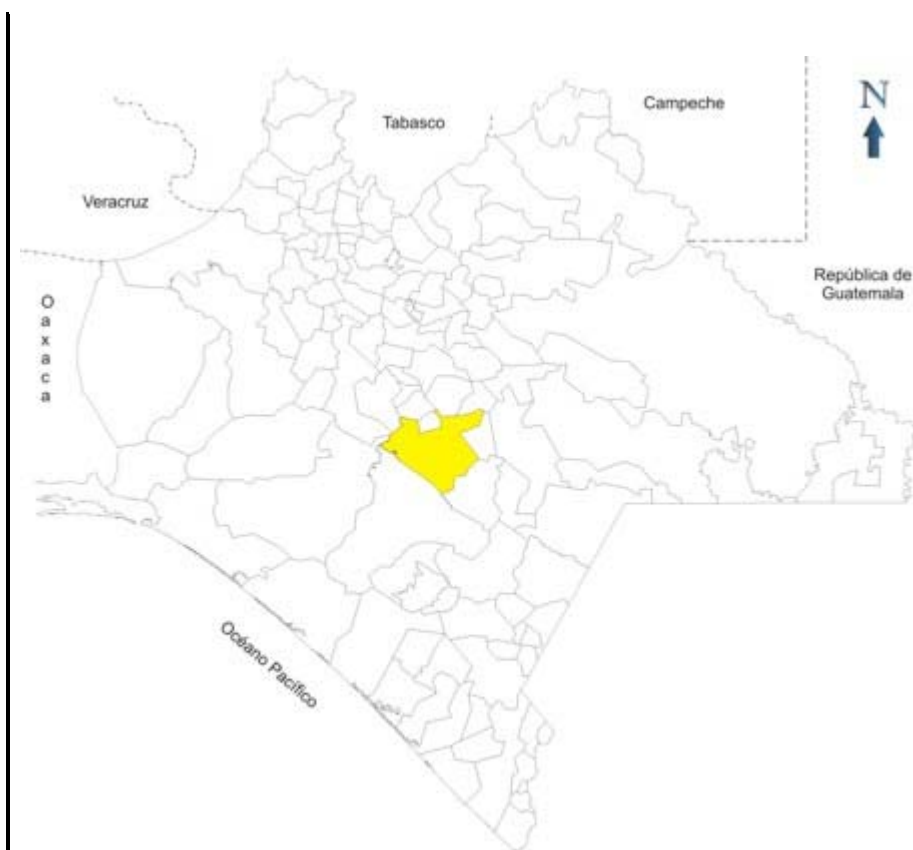 N
Campeche
Tabasco
Veracruz
República de
Guatemala
O
a
x
a
c
a
Océano Pacífico